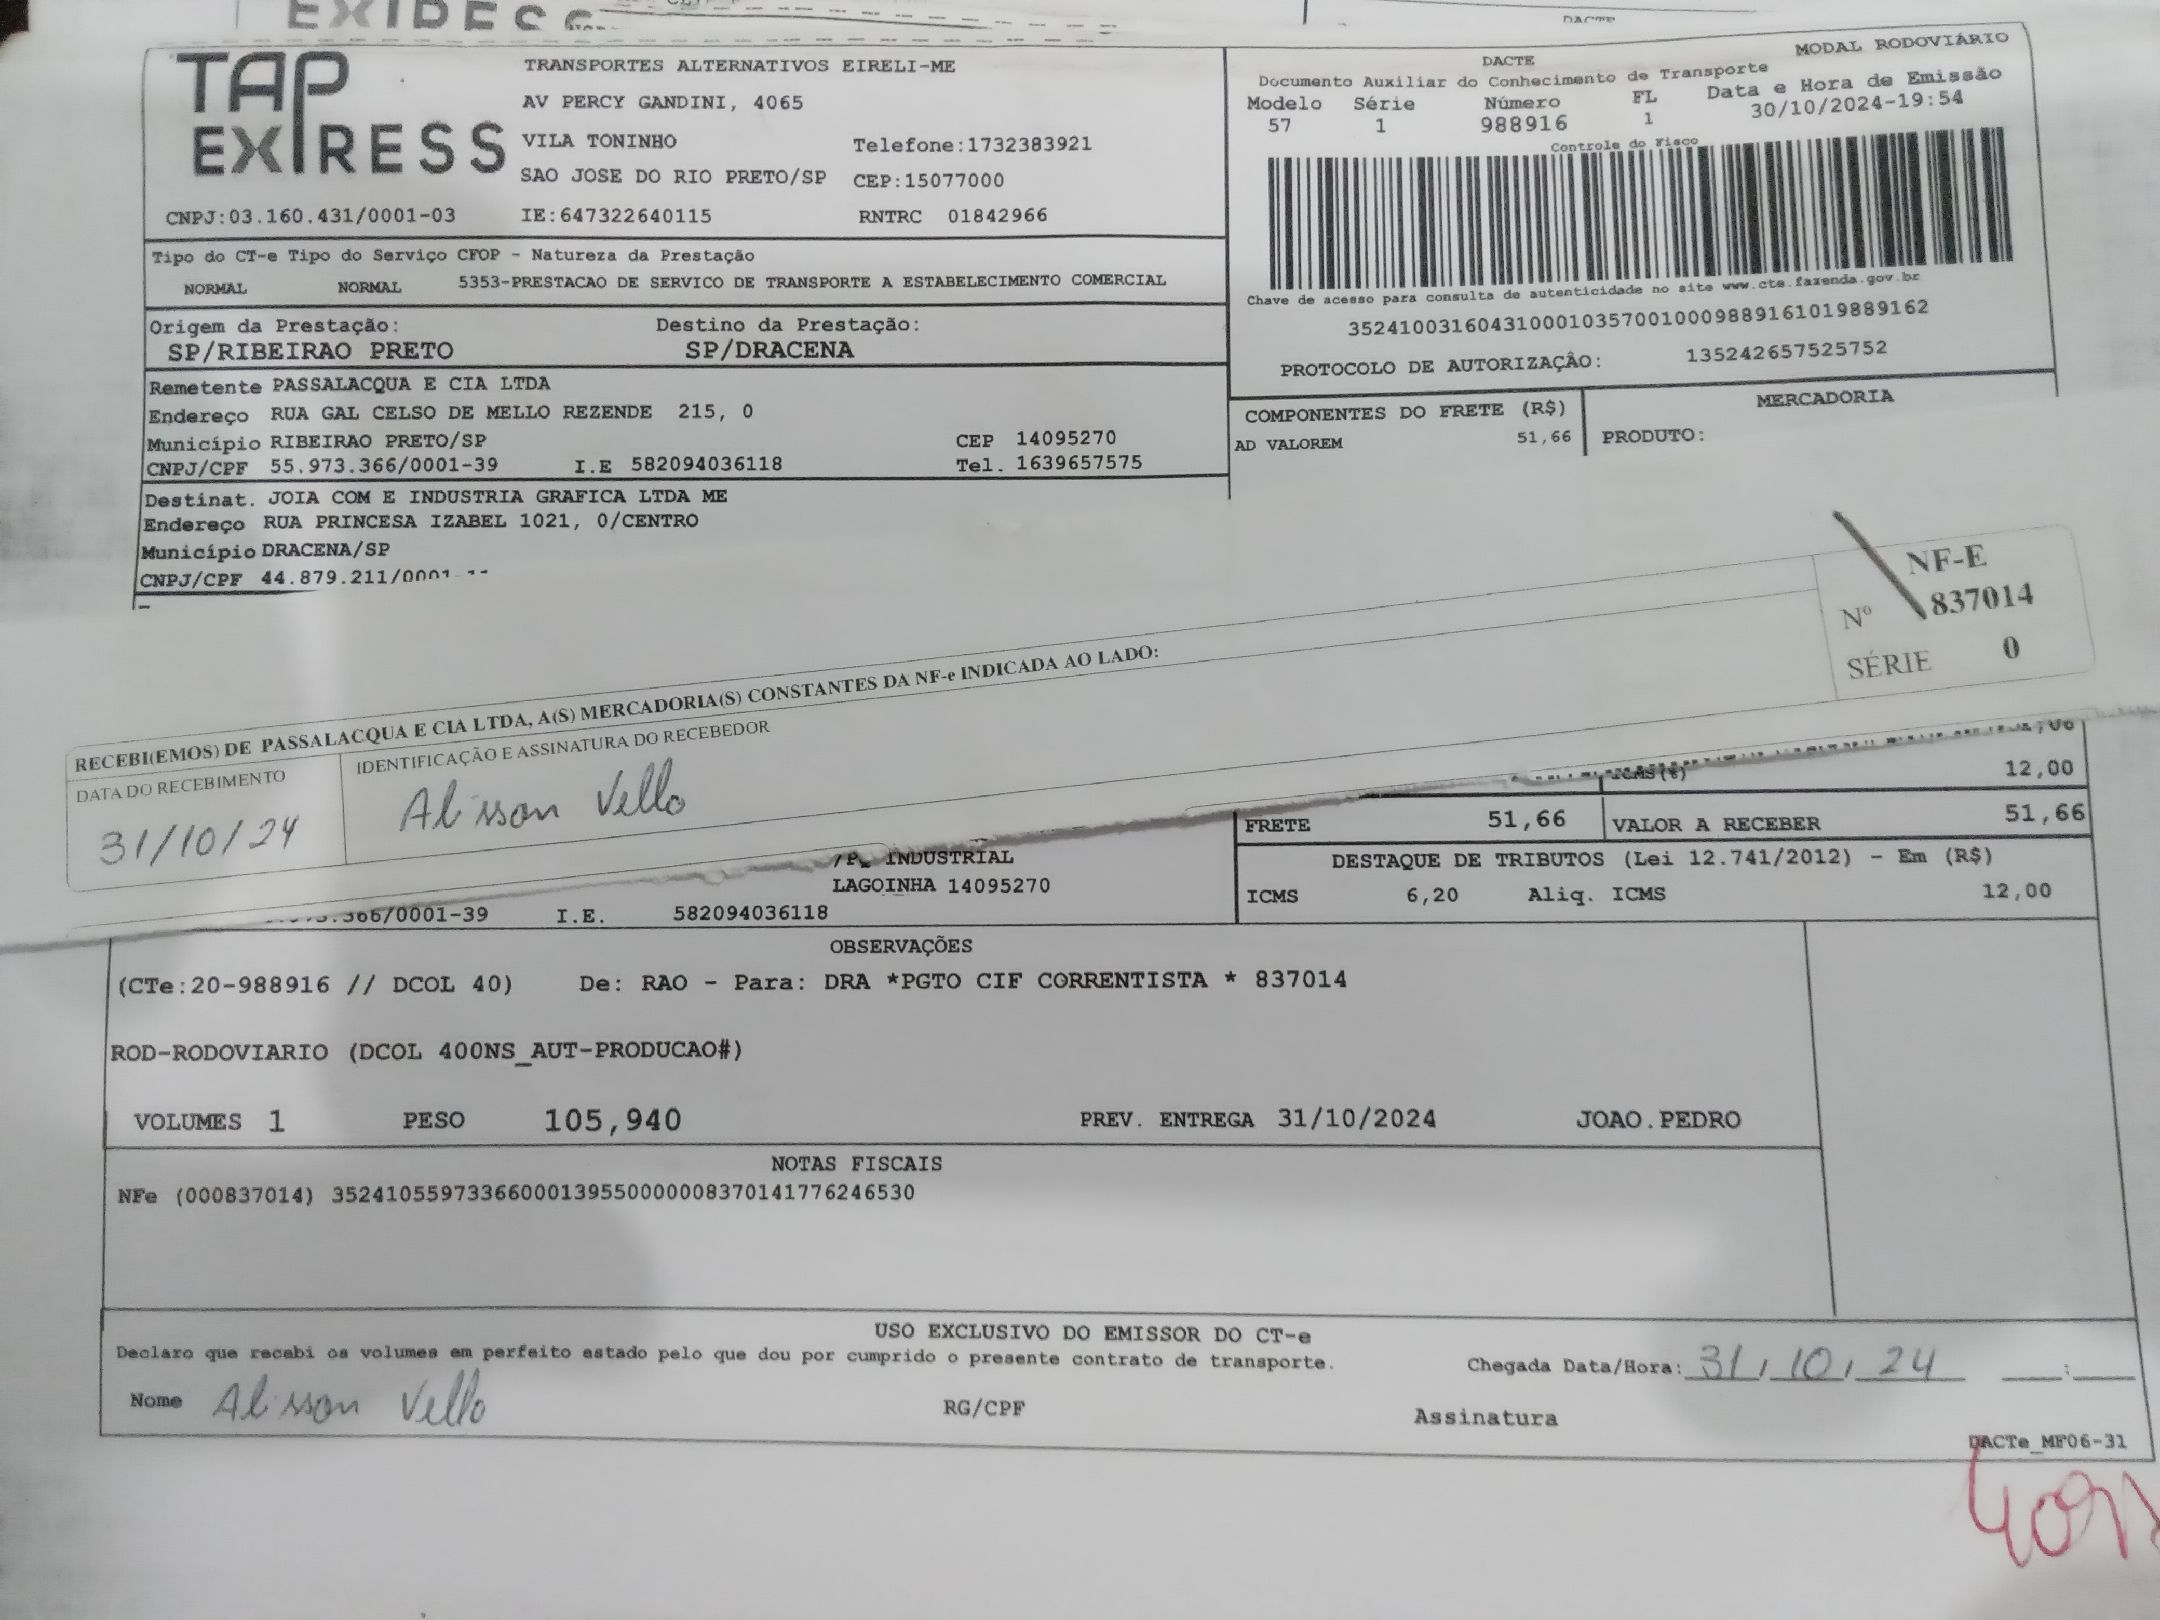 DACTE
TAP EXPRESS
TRANSPORTES ALTERNATIVOS EIRELI-ME
AV PERCY GANDINI, 4065
VILA TONINHO Telefone:1732383921
SAO JOSE DO RIO PRETO/SP CEP:15077000
CNPJ:03.160.431/0001-03 IE:647322640115 RNTRC 01842966
DACTE MODAL RODOVIÁRIO
Documento Auxiliar do Conhecimento de Transporte
Modelo Série Número FL Data e Hora de Emissão
57 1 988916 1 30/10/2024-19:54
Controle do Fisco
Chave de acesso para consulta de autenticidade no site www.cte.fazenda.gov.br
35241003160431000103570010009889161019889162
PROTOCOLO DE AUTORIZAÇÂO: 135242657525752
Tipo do CT-e Tipo do Serviço CFOP - Natureza da Prestação
NORMAL NORMAL 5353-PRESTACAO DE SERVICO DE TRANSPORTE A ESTABELECIMENTO COMERCIAL
Origem da Prestação: Destino da Prestação:
SP/RIBEIRAO PRETO SP/DRACENA
Remetente PASSALACQUA E CIA LTDA
Endereço RUA GAL CELSO DE MELLO REZENDE 215, 0
Município RIBEIRAO PRETO/SP CEP 14095270
CNPJ/CPF 55.973.366/0001-39 I.E 582094036118 Tel. 1639657575
COMPONENTES DO FRETE (R$) MERCADORIA
AD VALOREM 51,66 PRODUTO:
Destinat. JOIA COM E INDUSTRIA GRAFICA LTDA ME
Endereço RUA PRINCESA IZABEL 1021, 0/CENTRO
Município DRACENA/SP
CNPJ/CPF 44.879.211/0001
NF-E
Nº 837014
SÉRIE 0
RECEBI(EMOS) DE PASSALACQUA E CIA LTDA, A(S) MERCADORIA(S) CONSTANTES DA NF-e INDICADA AO LADO:
DATA DO RECEBIMENTO IDENTIFICAÇÃO E ASSINATURA DO RECEBEDOR
31/10/24 Alisson Vello
ICMS(%) 12,00
FRETE 51,66 VALOR A RECEBER 51,66
INDUSTRIAL
LAGOINHA 14095270
.366/0001-39 I.E. 582094036118
DESTAQUE DE TRIBUTOS (Lei 12.741/2012) - Em (R$)
ICMS 6,20 Aliq. ICMS 12,00
OBSERVAÇÕES
(CTe:20-988916 // DCOL 40) De: RAO - Para: DRA *PGTO CIF CORRENTISTA * 837014
ROD-RODOVIARIO (DCOL 400NS_AUT-PRODUCAO#)
VOLUMES 1 PESO 105,940 PREV. ENTREGA 31/10/2024 JOAO.PEDRO
NOTAS FISCAIS
NFe (000837014) 35241055973366000139550000008370141776246530
USO EXCLUSIVO DO EMISSOR DO CT-e
Declaro que recebi os volumes em perfeito estado pelo que dou por cumprido o presente contrato de transporte. Chegada Data/Hora: 31/10/24 __:__
Nome Alisson Vello RG/CPF Assinatura
DACTe_MF06-31